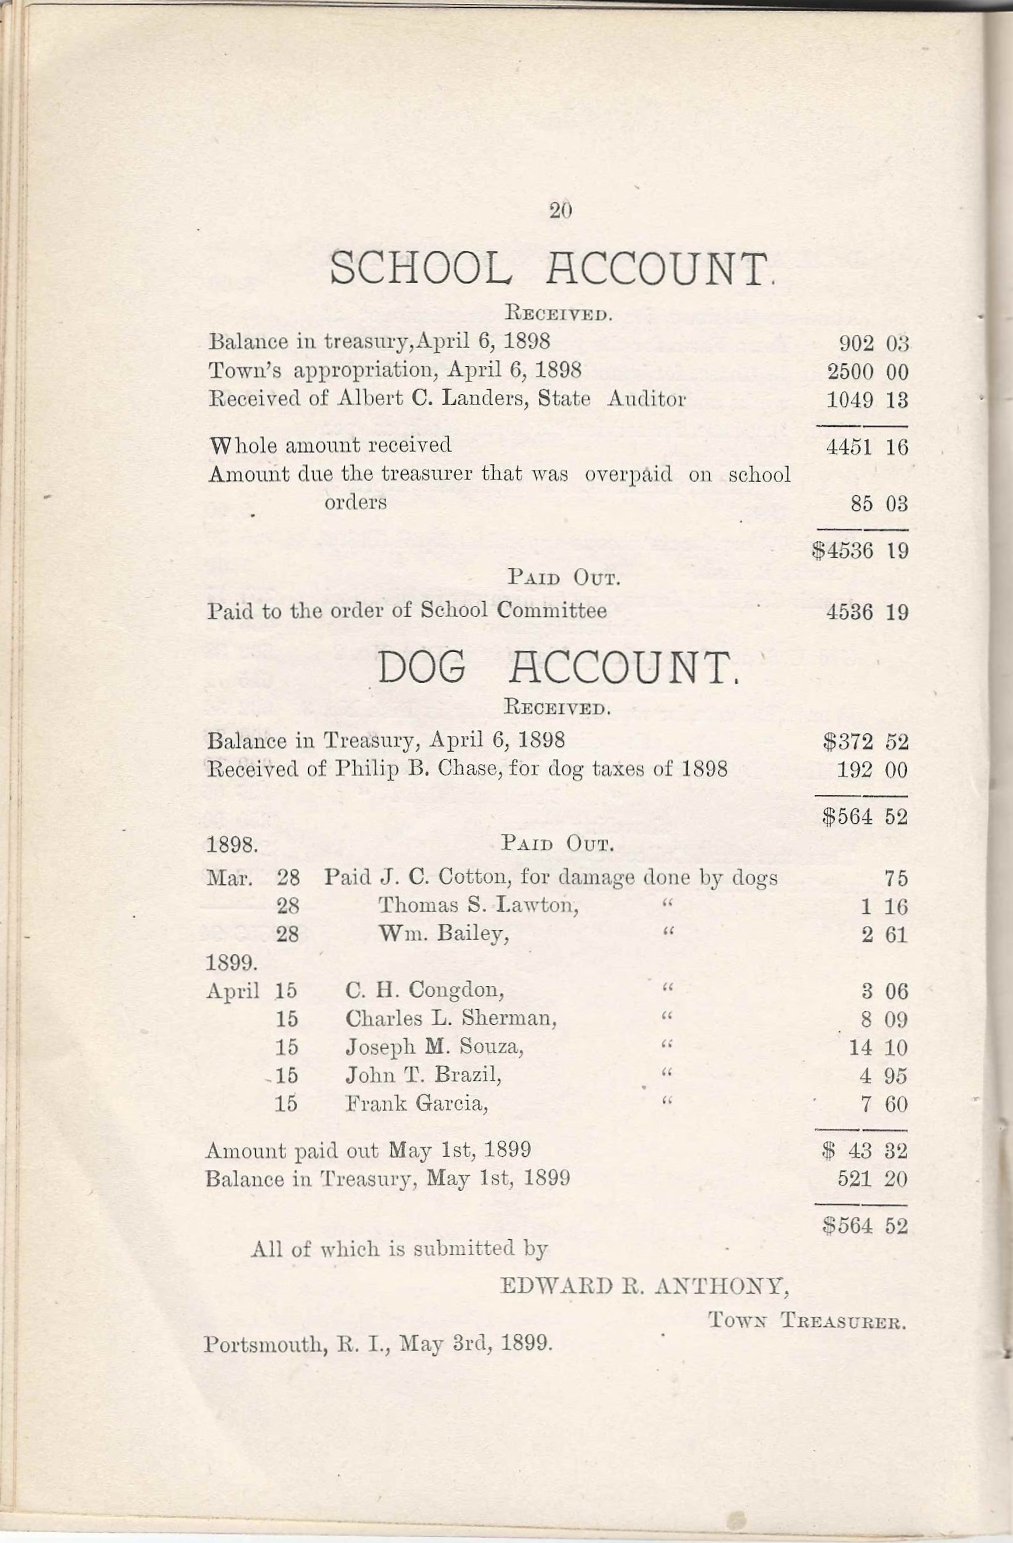 20
SCHOOL ACCOUNT.
RECEIVED.
Balance in treasury,April 6, 1898 902 03
Town's appropriation, April 6, 1898 2500 00
Received of Albert C. Landers, State Auditor 1049 13
Whole amount received 4451 16
Amount due the treasurer that was overpaid on school
orders 85 03
$4536 19
PAID OUT.
Paid to the order of School Committee 4536 19
DOG ACCOUNT.
RECEIVED.
Balance in Treasury, April 6, 1898 $372 52
Received of Philip B. Chase, for dog taxes of 1898 192 00
$564 52
1898. PAID OUT.
Mar. 28 Paid J. C. Cotton, for damage done by dogs 75
28 Thomas S. Lawton, “ 1 16
28 Wm. Bailey, “ 2 61
1899.
April 15 C. H. Congdon, “ 3 06
15 Charles L. Sherman, “ 8 09
15 Joseph M. Souza, “ 14 10
15 John T. Brazil, “ 4 95
15 Frank Garcia, “ 7 60
Amount paid out May 1st, 1899 $ 43 32
Balance in Treasury, May 1st, 1899 521 20
$564 52
All of which is submitted by
EDWARD R. ANTHONY,
TOWN TREASURER.
Portsmouth, R. I., May 3rd, 1899.